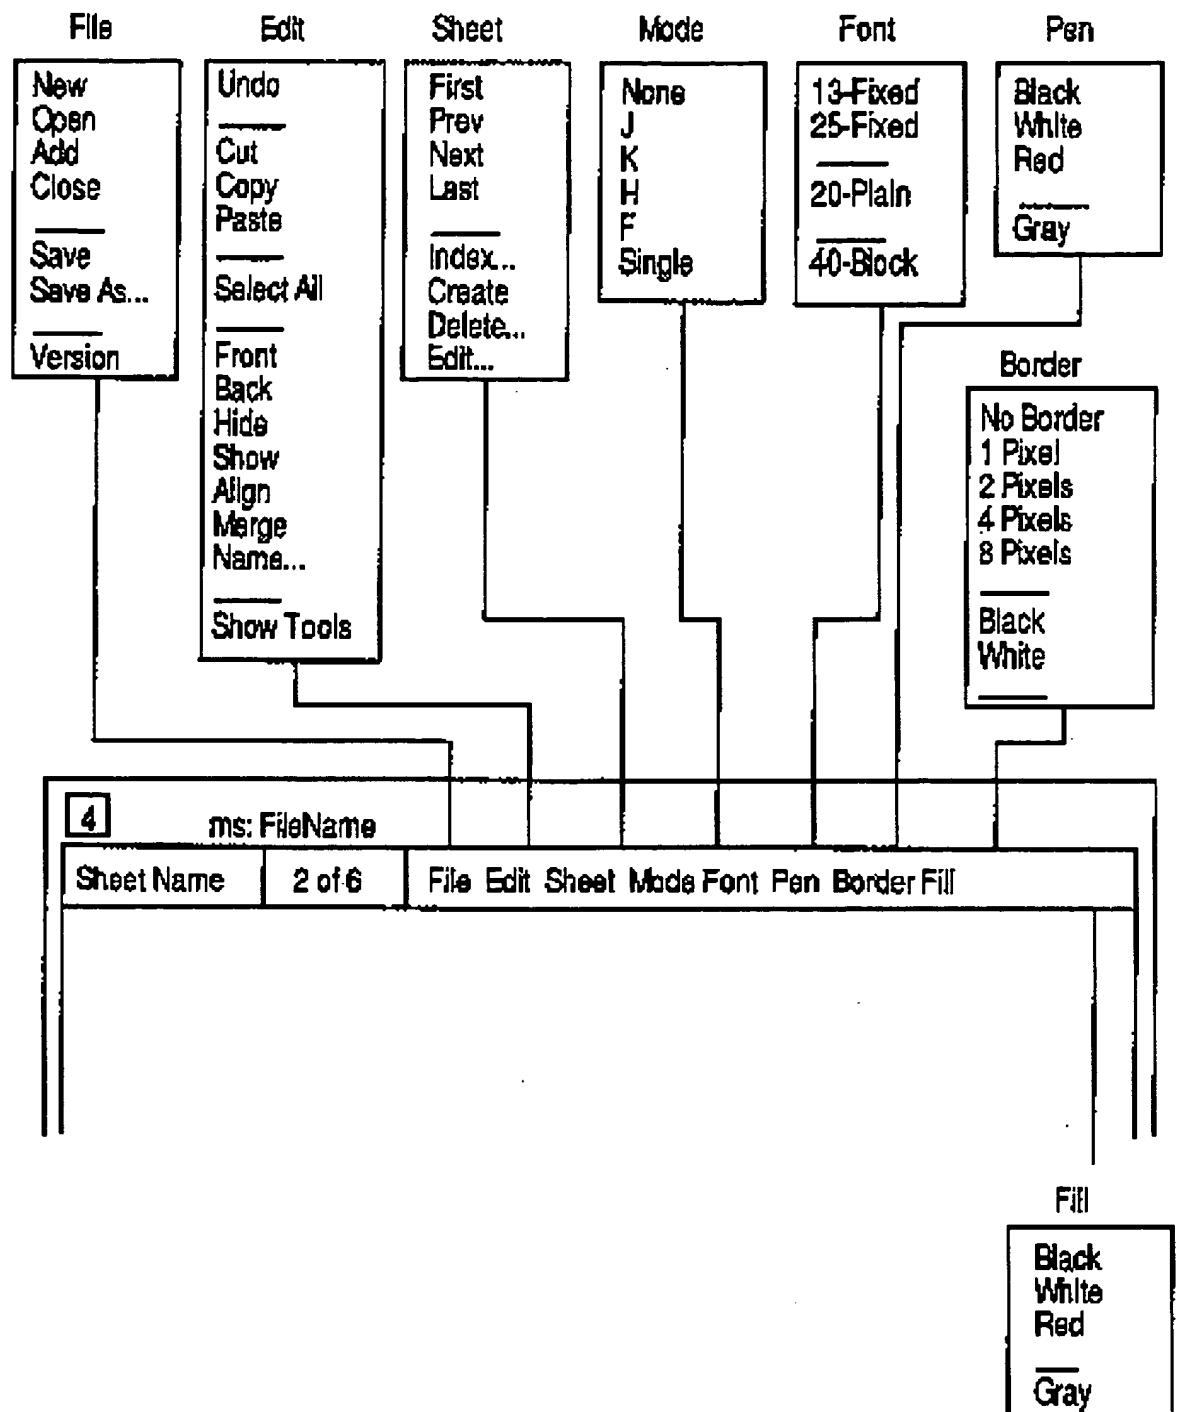 File
New
Open
Add
Close
Save
Save As...
Version
Edit
Undo
Cut
Copy
Paste
Select All
Front
Back
Hide
Show
Align
Merge
Name...
Show Tools
Sheet
First
Prev
Next
Last
Index...
Create
Delete...
Edit...
Mode
None
J
K
H
F
Single
Font
13-Fixed
25-Fixed
20-Plain
40-Block
Pen
Black
White
Red
Gray
Border
No Border
1 Pixel
2 Pixels
4 Pixels
8 Pixels
Black
White
4
ms: FileName
Sheet Name 2 of 6 File Edit Sheet Mode Font Pen Border Fill
Fill
Black
White
Red
Gray